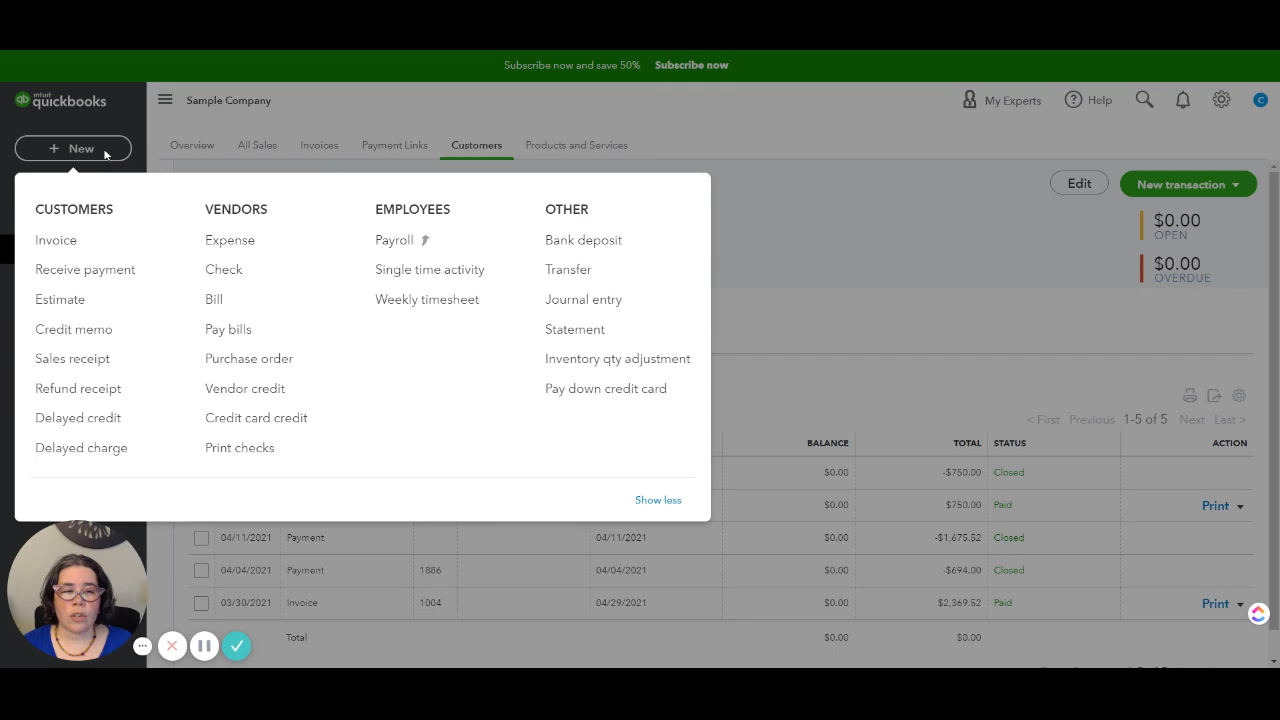 Subscribe now and save 50% Subscribe now
qb intuit quickbooks
Sample Company
My Experts
Help
C
+ New
Overview
All Sales
Invoices
Payment Links
Customers
Products and Services
Edit
New transaction
$0.00
OPEN
$0.00
OVERDUE
CUSTOMERS
Invoice
Receive payment
Estimate
Credit memo
Sales receipt
Refund receipt
Delayed credit
Delayed charge
VENDORS
Expense
Check
Bill
Pay bills
Purchase order
Vendor credit
Credit card credit
Print checks
EMPLOYEES
Payroll
Single time activity
Weekly timesheet
OTHER
Bank deposit
Transfer
Journal entry
Statement
Inventory qty adjustment
Pay down credit card
Show less
< First Previous 1-5 of 5 Next Last >
BALANCE TOTAL STATUS ACTION
$0.00 -$750.00 Closed
$0.00 $750.00 Paid Print
04/11/2021 Payment 04/11/2021 $0.00 -$1,675.52 Closed
04/04/2021 Payment 1886 04/04/2021 $0.00 -$694.00 Closed
03/30/2021 Invoice 1004 04/29/2021 $0.00 $2,369.52 Paid Print
Total $0.00 $0.00